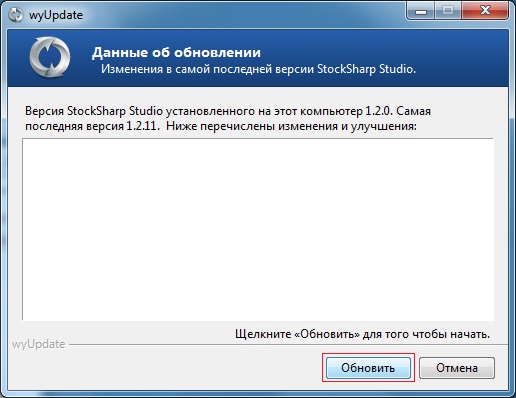 wyUpdate
Данные об обновлении
Изменения в самой последней версии StockSharp Studio.
Версия StockSharp Studio установленного на этот компьютер 1.2.0. Самая
последняя версия 1.2.11. Ниже перечислены изменения и улучшения:
Щелкните «Обновить» для того чтобы начать.
wyUpdate
Обновить
Отмена